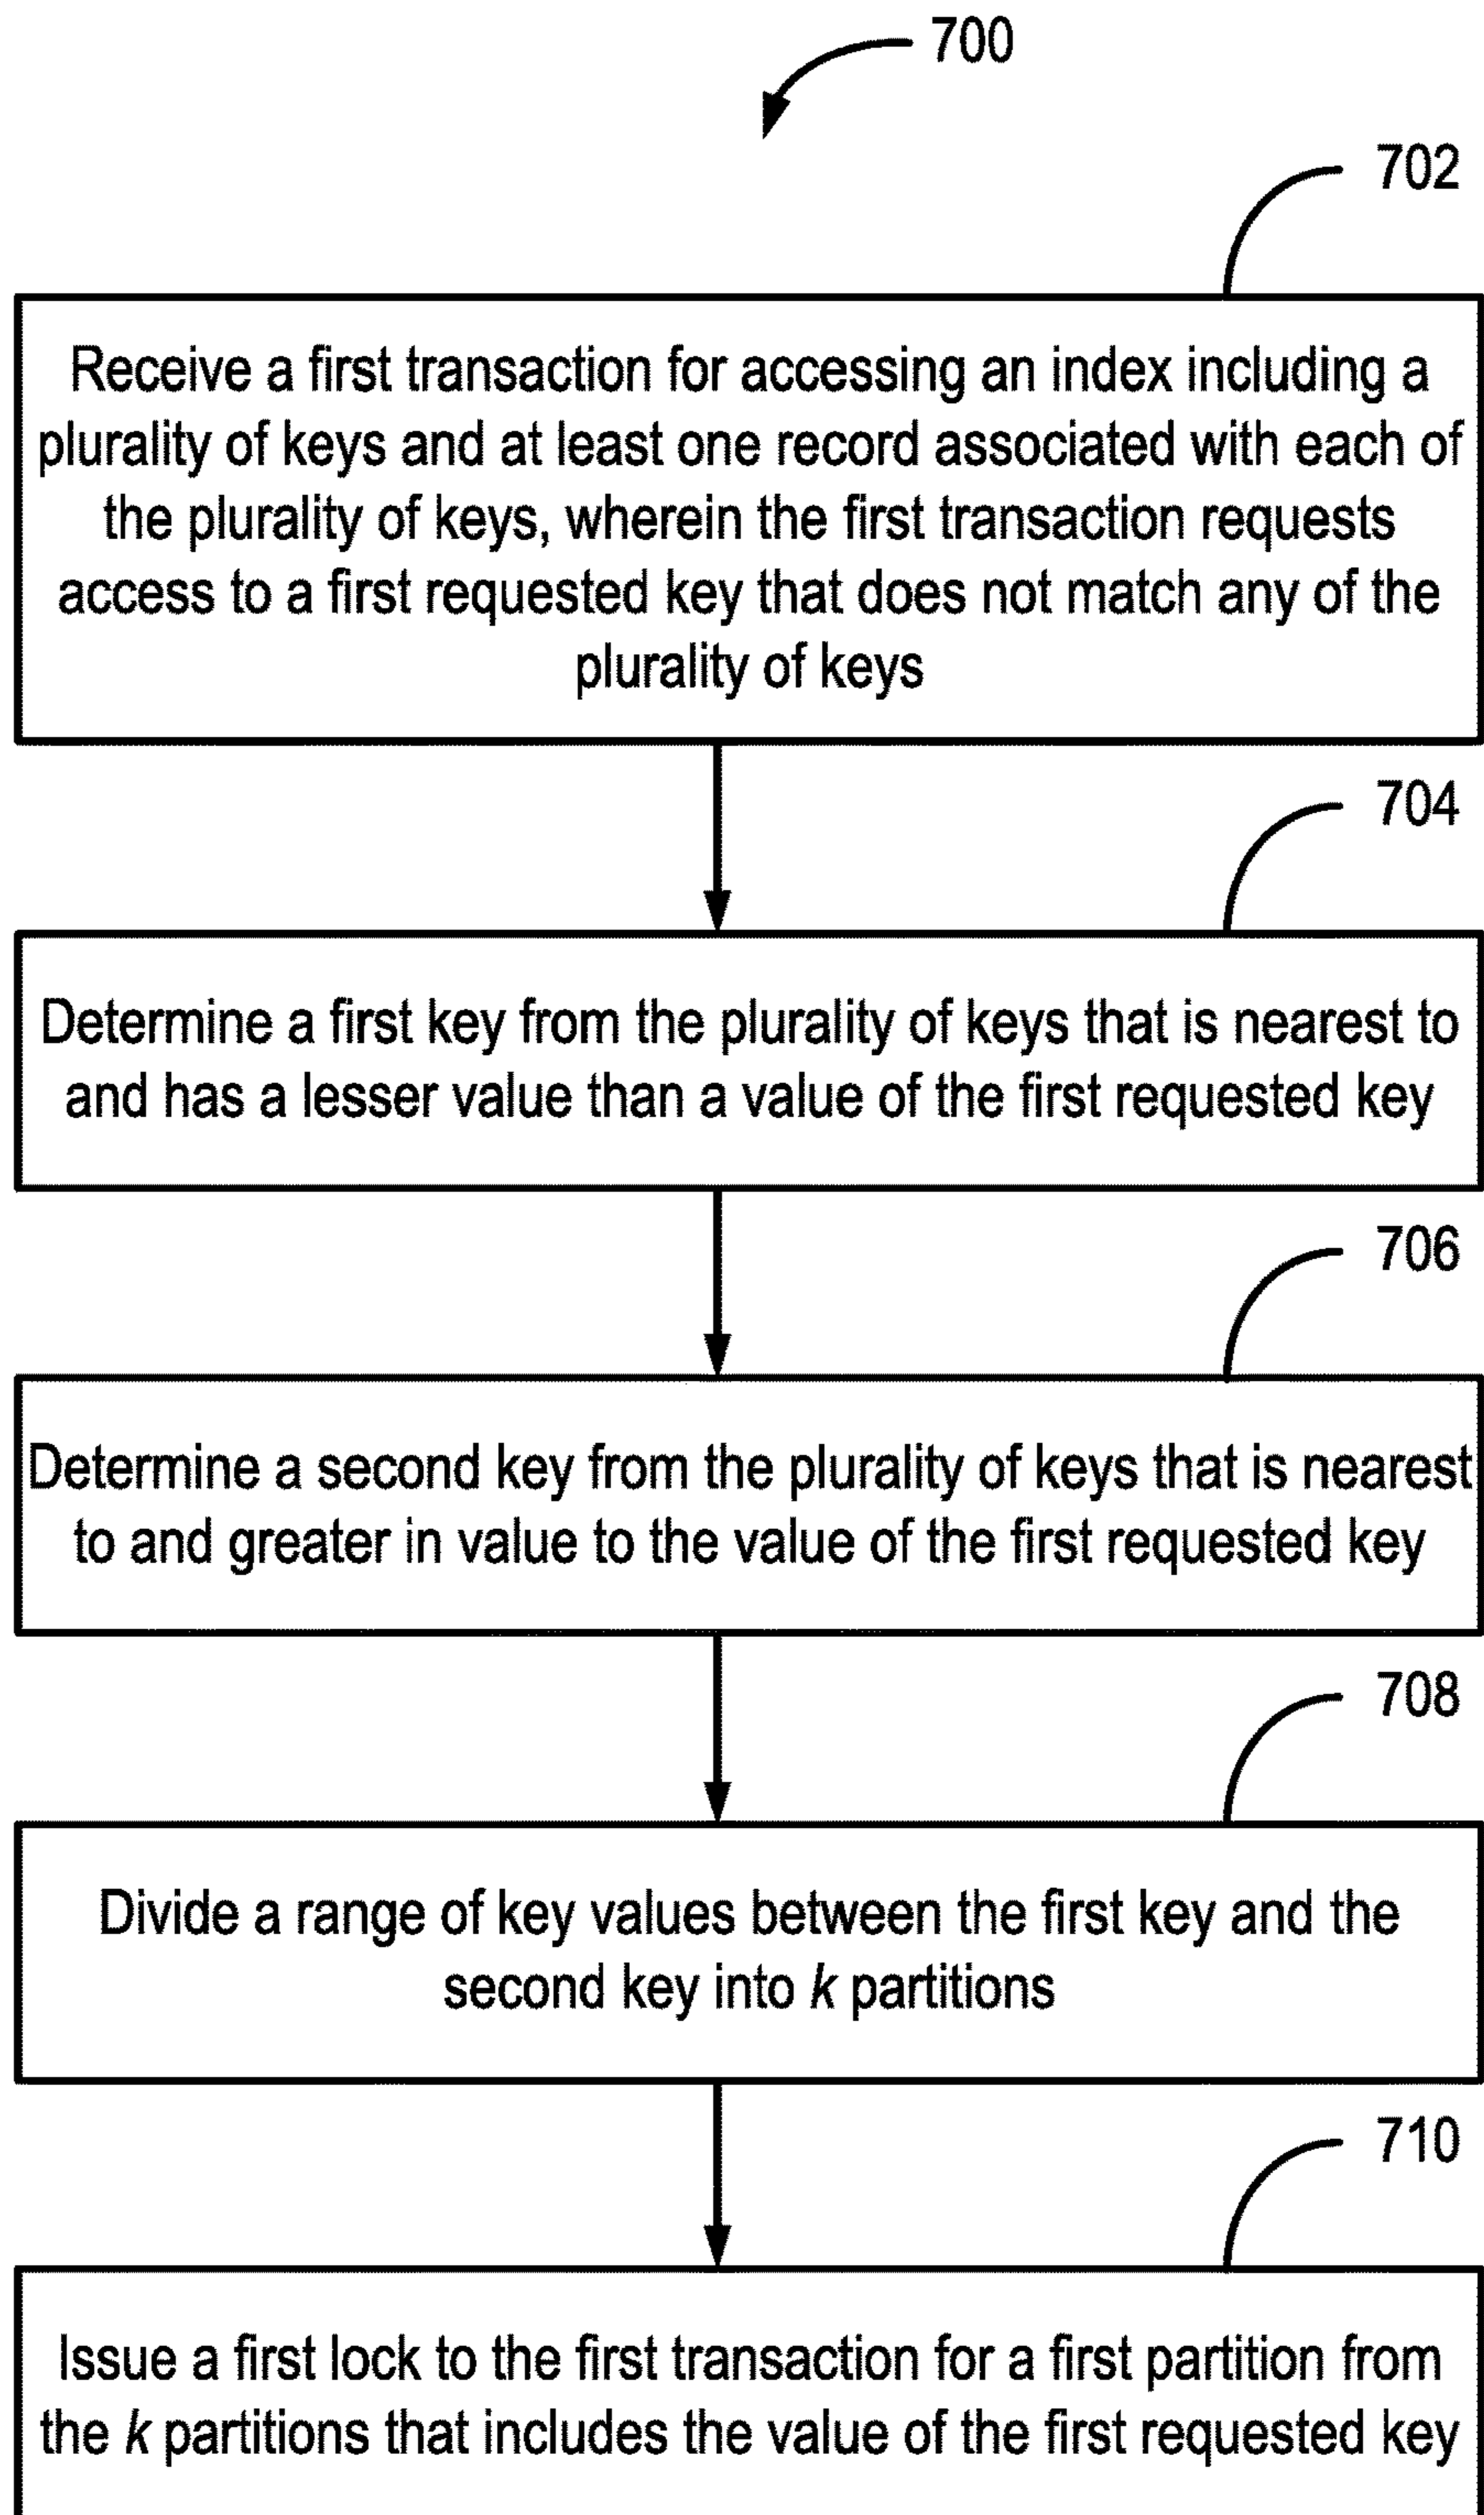 700
702
Receive a first transaction for accessing an index including a
plurality of keys and at least one record associated with each of
the plurality of keys, wherein the first transaction requests
access to a first requested key that does not match any of the
plurality of keys
704
Determine a first key from the plurality of keys that is nearest to
and has a lesser value than a value of the first requested key
706
Determine a second key from the plurality of keys that is nearest
to and greater in value to the value of the first requested key
708
Divide a range of key values between the first key and the
second key into k partitions
710
Issue a first lock to the first transaction for a first partition from
the k partitions that includes the value of the first requested key